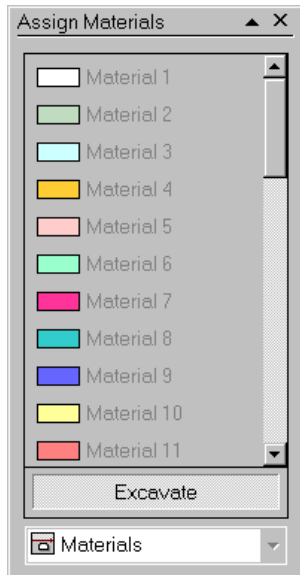 Assign Materials
Material 1
Material 2
Material 3
Material 4
Material 5
Material 6
Material 7
Material 8
Material 9
Material 10
Material 11
Excavate
Materials